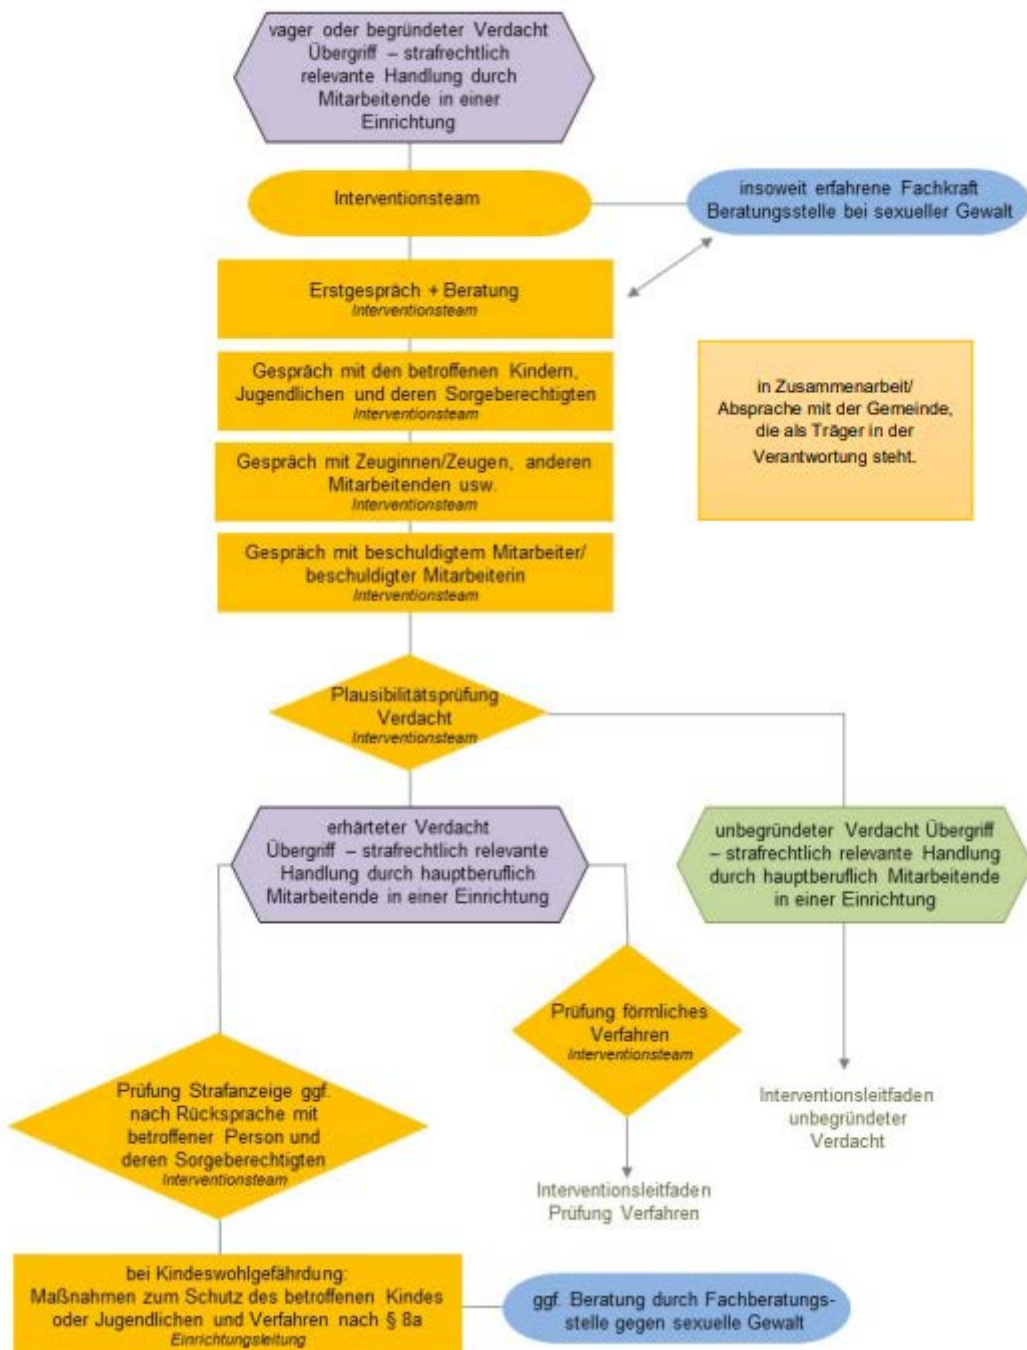 vager oder begründeter Verdacht
Übergriff – strafrechtlich
relevante Handlung durch
Mitarbeitende in einer
Einrichtung
Interventionsteam
insoweit erfahrene Fachkraft
Beratungsstelle bei sexueller Gewalt
Erstgespräch + Beratung
Interventionsteam
Gespräch mit den betroffenen Kindern,
Jugendlichen und deren Sorgeberechtigten
Interventionsteam
in Zusammenarbeit/
Absprache mit der Gemeinde,
die als Träger in der
Verantwortung steht.
Gespräch mit Zeuginnen/Zeugen, anderen
Mitarbeitenden usw.
Interventionsteam
Gespräch mit beschuldigtem Mitarbeiter/
beschuldigter Mitarbeiterin
Interventionsteam
Plausibilitätsprüfung
Verdacht
Interventionsteam
erhärteter Verdacht
Übergriff – strafrechtlich relevante
Handlung durch hauptberuflich
Mitarbeitende in einer Einrichtung
unbegründeter Verdacht Übergriff
– strafrechtlich relevante Handlung
durch hauptberuflich Mitarbeitende
in einer Einrichtung
Prüfung förmliches
Verfahren
Interventionsteam
Prüfung Strafanzeige ggf.
nach Rücksprache mit
betroffener Person und
deren Sorgeberechtigten
Interventionsteam
Interventionsleitfaden
unbegründeter
Verdacht
Interventionsleitfaden
Prüfung Verfahren
bei Kindeswohlgefährdung:
Maßnahmen zum Schutz des betroffenen Kindes
oder Jugendlichen und Verfahren nach § 8a
Einrichtungsleitung
ggf. Beratung durch Fachberatungs-
stelle gegen sexuelle Gewalt